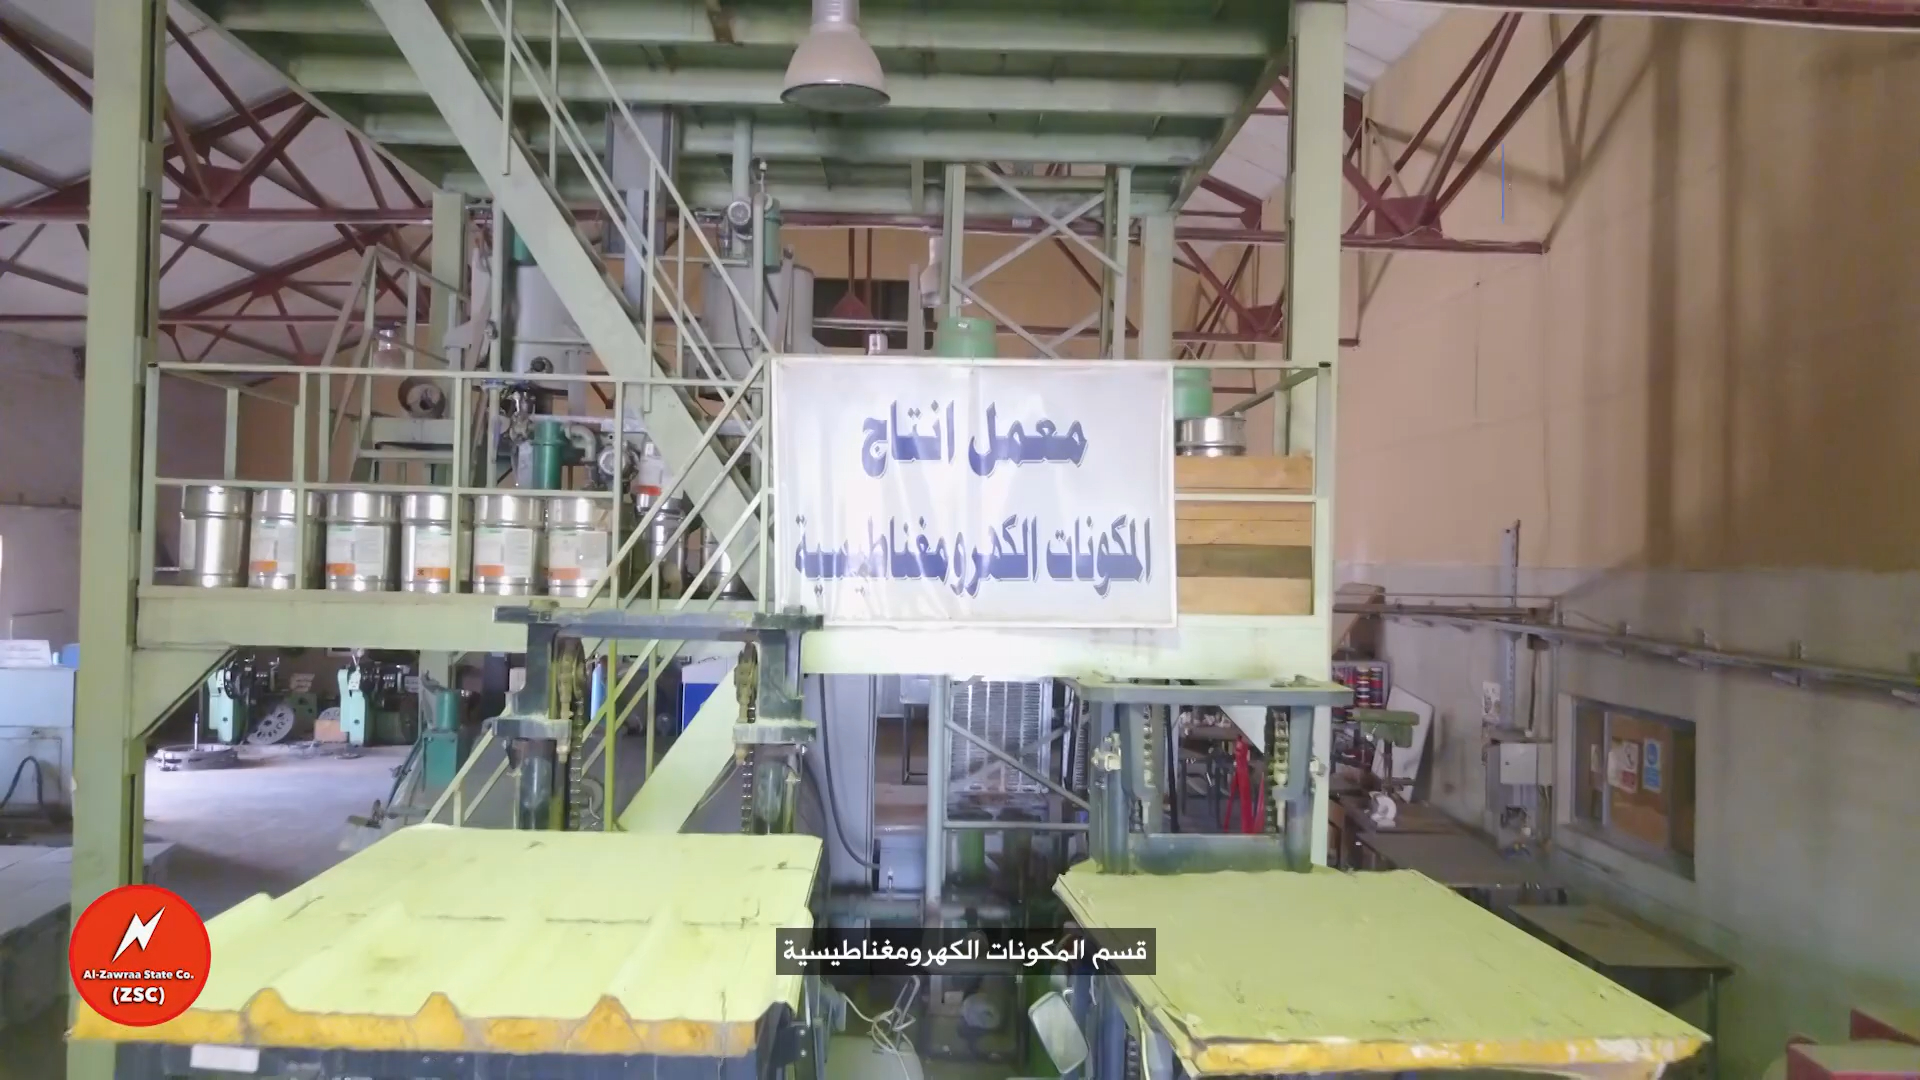 معمل انتاج
المكونات الكهرومغناطيسية
قسم المكونات الكهرومغناطيسية
Al-Zawraa State Co.
(ZSC)